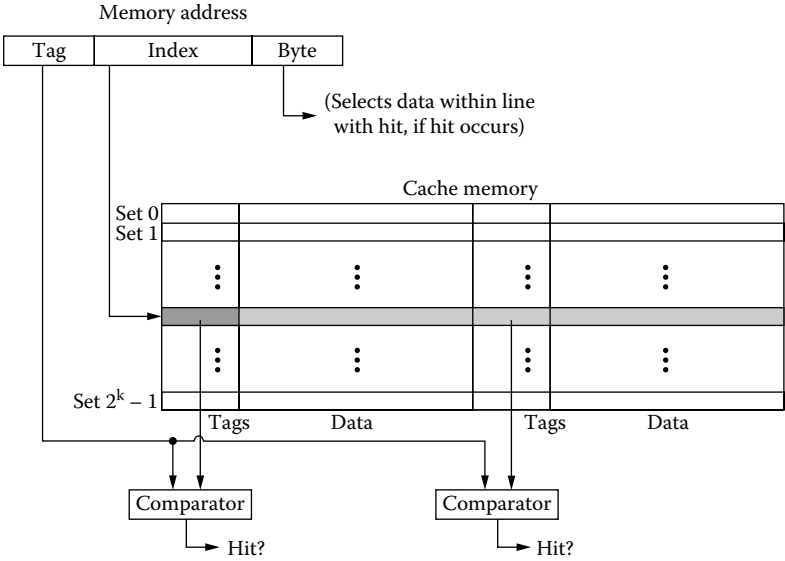 Memory address
Tag Index Byte
(Selects data within line
with hit, if hit occurs)
Cache memory
Set 0
Set 1
Set 2^k – 1
Tags Data Tags Data
Comparator Comparator
Hit? Hit?